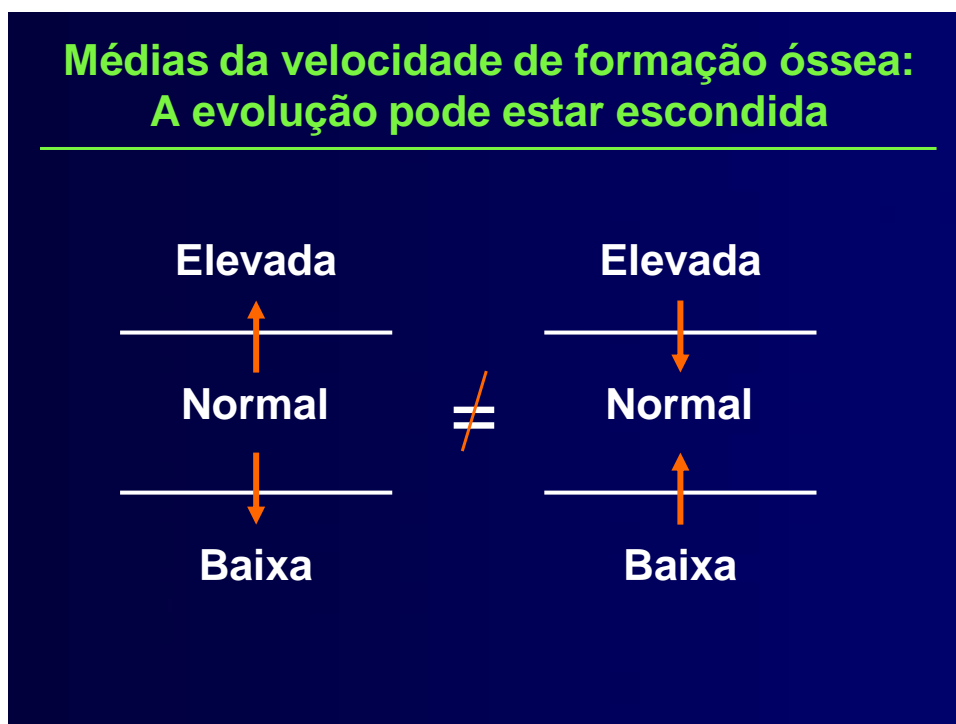 Médias da velocidade de formação óssea:
A evolução pode estar escondida
Elevada Elevada
Normal ≠ Normal
Baixa Baixa